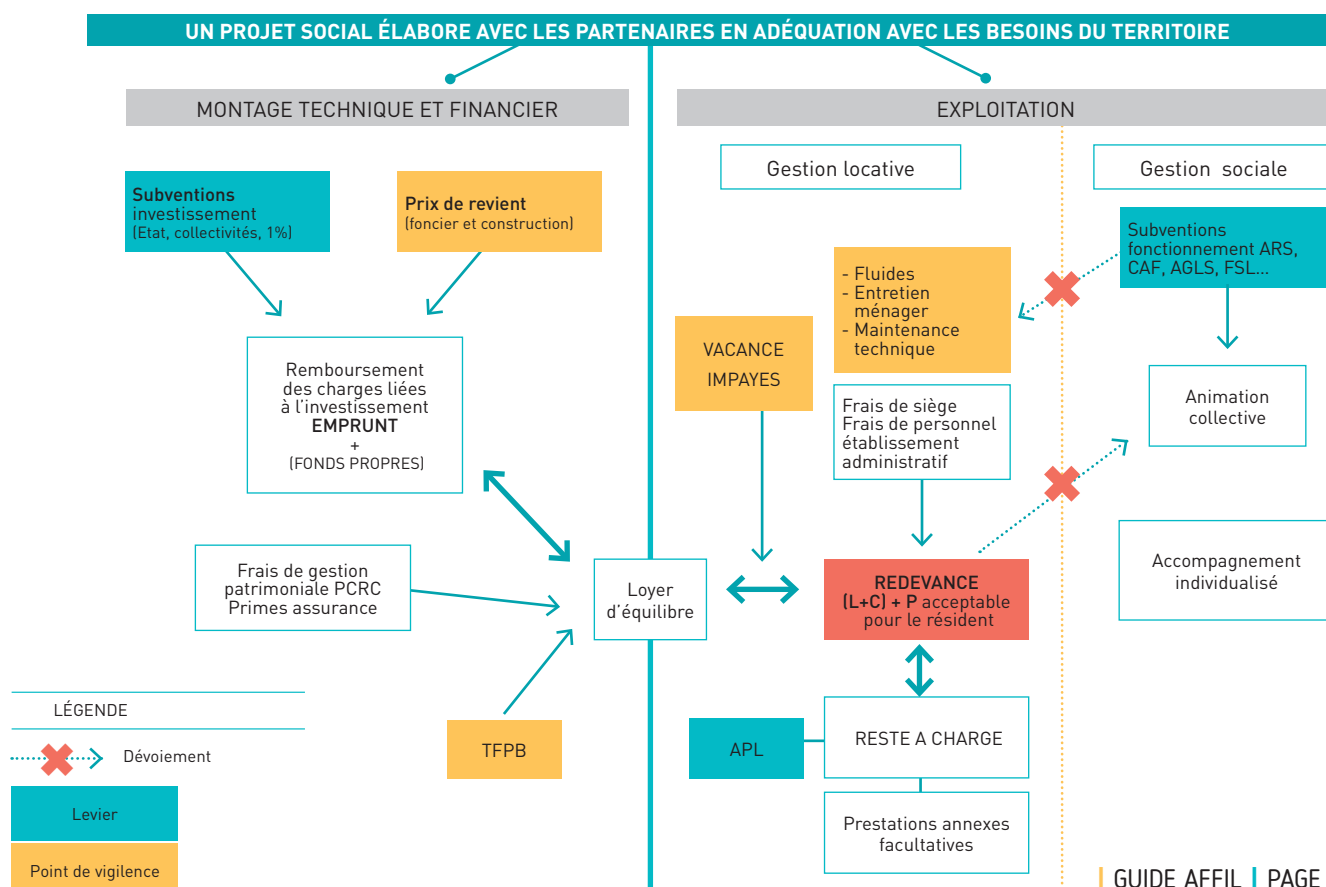 UN PROJET SOCIAL ÉLABORE AVEC LES PARTENAIRES EN ADÉQUATION AVEC LES BESOINS DU TERRITOIRE
MONTAGE TECHNIQUE ET FINANCIER
Subventions
investissement
(Etat, collectivités, 1%)
Prix de revient
(foncier et construction)
Remboursement
des charges liées
à l'investissement
EMPRUNT
+
(FONDS PROPRES)
Frais de gestion
patrimoniale PCRC
Primes assurance
TFPB
Loyer
d'équilibre
EXPLOITATION
Gestion locative
- Fluides
- Entretien
ménager
- Maintenance
technique
VACANCE
IMPAYES
Frais de siège
Frais de personnel
établissement
administratif
REDEVANCE
(L+C) + P acceptable
pour le résident
APL
RESTE A CHARGE
Prestations annexes
facultatives
Gestion sociale
Subventions
fonctionnement ARS,
CAF, AGLS, FSL...
Animation
collective
Accompagnement
individualisé
LÉGENDE
Dévoiement
Levier
Point de vigilence
| GUIDE AFFIL | PAGE